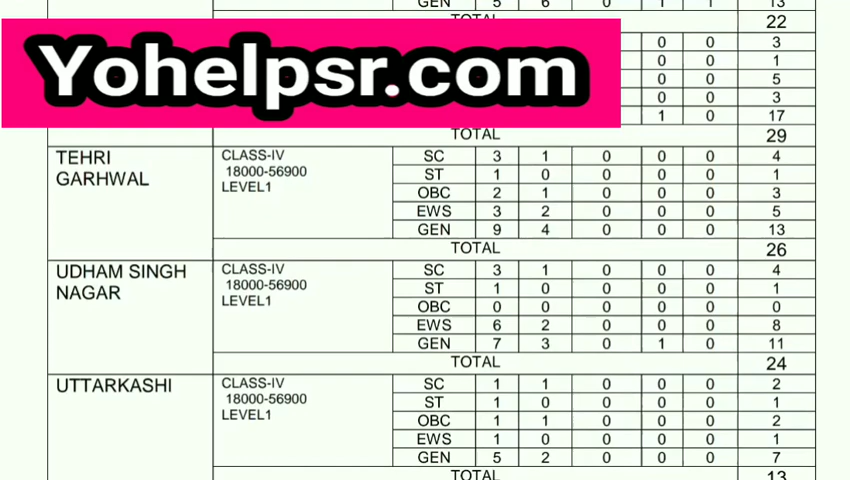 GEN 5 6 0 1 1 13
TOTAL 22
Yohelpsr.com
0 0 3
0 0 1
0 0 5
0 0 3
1 0 17
TOTAL 29
TEHRI GARHWAL CLASS-IV 18000-56900 LEVEL1
SC 3 1 0 0 0 4
ST 1 0 0 0 0 1
OBC 2 1 0 0 0 3
EWS 3 2 0 0 0 5
GEN 9 4 0 0 0 13
TOTAL 26
UDHAM SINGH NAGAR CLASS-IV 18000-56900 LEVEL1
SC 3 1 0 0 0 4
ST 1 0 0 0 0 1
OBC 0 0 0 0 0 0
EWS 6 2 0 0 0 8
GEN 7 3 0 1 0 11
TOTAL 24
UTTARKASHI CLASS-IV 18000-56900 LEVEL1
SC 1 1 0 0 0 2
ST 1 0 0 0 0 1
OBC 1 1 0 0 0 2
EWS 1 0 0 0 0 1
GEN 5 2 0 0 0 7
TOTAL 13